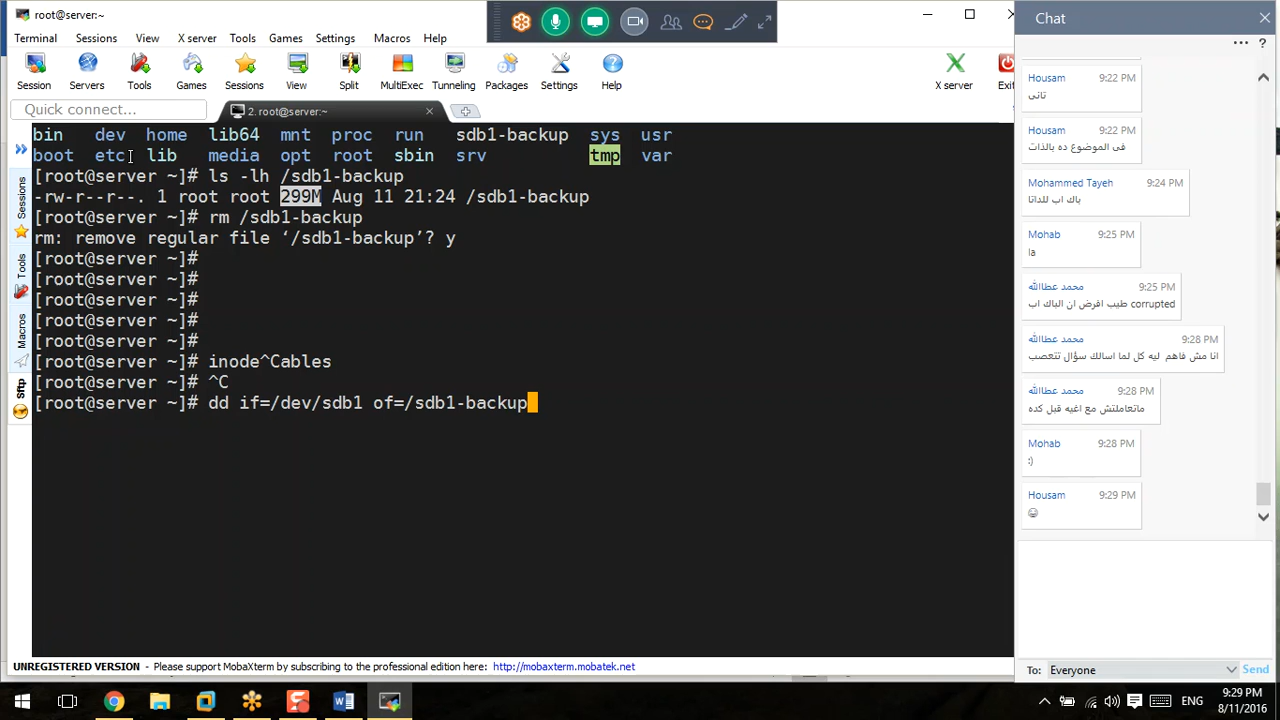 root@server:~
Terminal Sessions View X server Tools Games Settings Macros Help
Session Servers Tools Games Sessions View Split MultiExec Tunneling Packages Settings Help X server Exit
Quick connect...
2. root@server:~
bin dev home lib64 mnt proc run sdb1-backup sys usr
boot etc lib media opt root sbin srv tmp var
[root@server ~]# ls -lh /sdb1-backup
-rw-r--r--. 1 root root 299M Aug 11 21:24 /sdb1-backup
[root@server ~]# rm /sdb1-backup
rm: remove regular file ‘/sdb1-backup’? y
[root@server ~]#
[root@server ~]#
[root@server ~]#
[root@server ~]#
[root@server ~]#
[root@server ~]# inode^Cables
[root@server ~]# ^C
[root@server ~]# dd if=/dev/sdb1 of=/sdb1-backup
Sessions
Tools
Macros
Sftp
UNREGISTERED VERSION - Please support MobaXterm by subscribing to the professional edition here: http://mobaxterm.mobatek.net
Chat
Housam 9:22 PM
تانى
Housam 9:22 PM
فى الموضوع ده بالذات
Mohammed Tayeh 9:24 PM
باك اب للداتا
Mohab 9:25 PM
la
محمد عطاالله 9:25 PM
طيب افرض ان الباك اب corrupted
محمد عطاالله 9:28 PM
انا مش فاهم ليه كل لما اسالك سؤال تتعصب
محمد عطاالله 9:28 PM
ماتعاملتش مع اغبيه قبل كده
Mohab 9:28 PM
:)
Housam 9:29 PM
To: Everyone Send
ENG 9:29 PM
8/11/2016